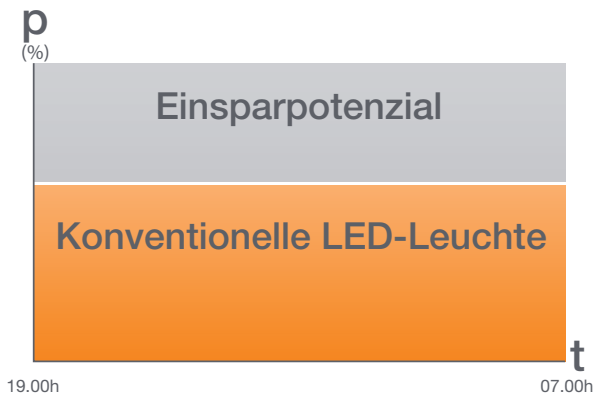 p
(%)
Einsparpotenzial
Konventionelle LED-Leuchte
t
19.00h
07.00h